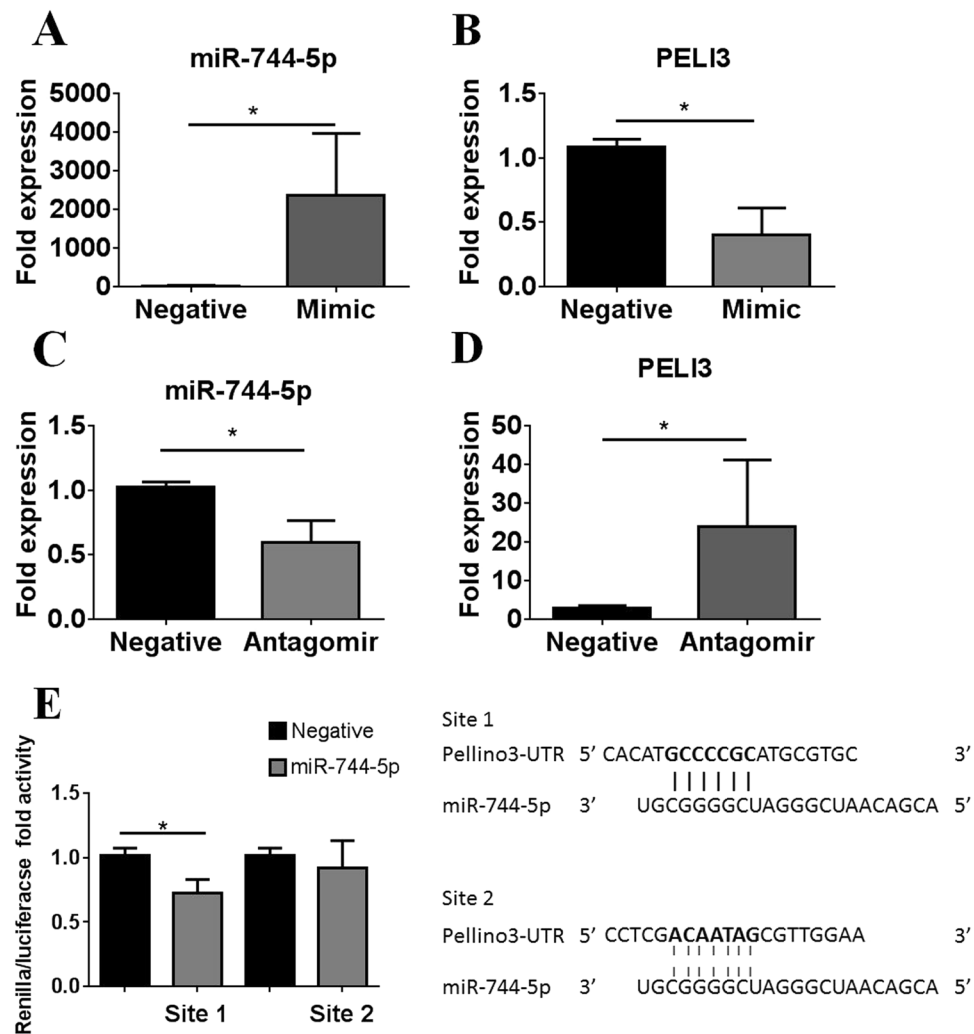 A
miR-744-5p
Fold expression
5000
4000
3000
2000
1000
0
*
Negative Mimic
B
PELI3
Fold expression
1.5
1.0
0.5
0.0
*
Negative Mimic
C
miR-744-5p
Fold expression
1.5
1.0
0.5
0.0
*
Negative Antagomir
D
PELI3
Fold expression
50
40
30
20
10
0
*
Negative Antagomir
E
Negative
miR-744-5p
Renilla/luciferacse fold activity
1.5
1.0
0.5
0.0
*
Site 1 Site 2
Site 1
Pellino3-UTR 5’ CACATGCCCCGCATGCGTGC 3’
miR-744-5p 3’ UGCGGGGCUAGGGCUAACAGCA 5’
Site 2
Pellino3-UTR 5’ CCTCGACAATAGCGTTGGAA 3’
miR-744-5p 3’ UGCGGGGCUAGGGCUAACAGCA 5’